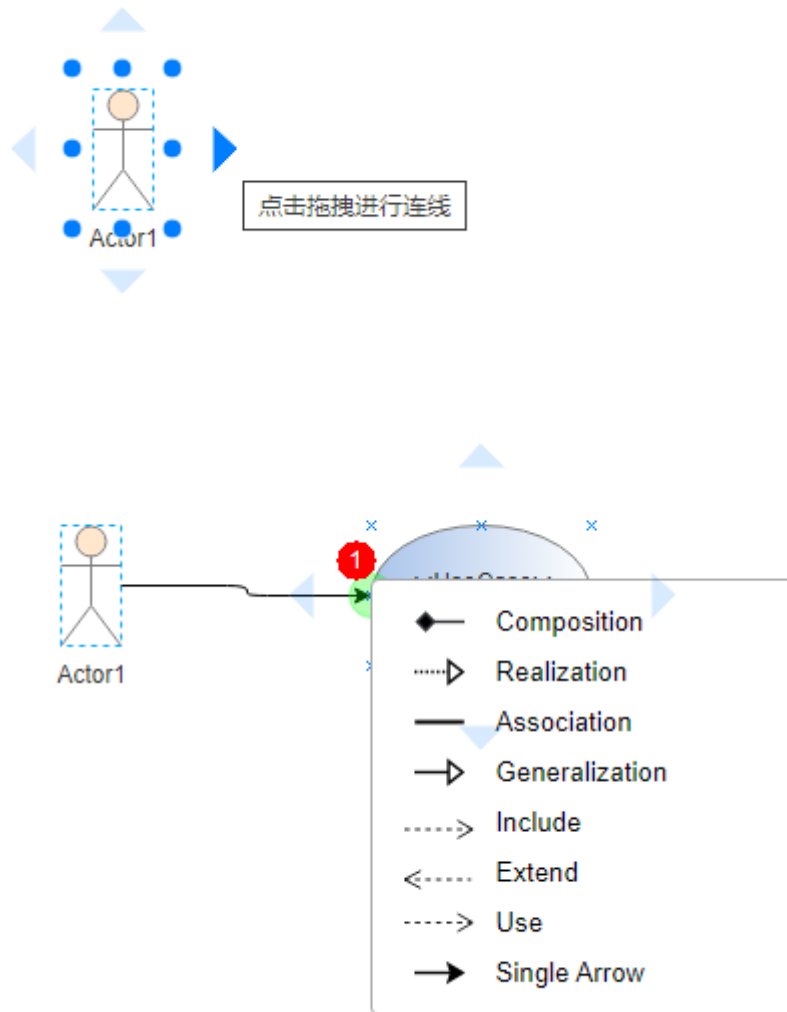 Actor1
点击拖拽进行连线
1
Actor1
Composition
Realization
Association
Generalization
Include
Extend
Use
Single Arrow